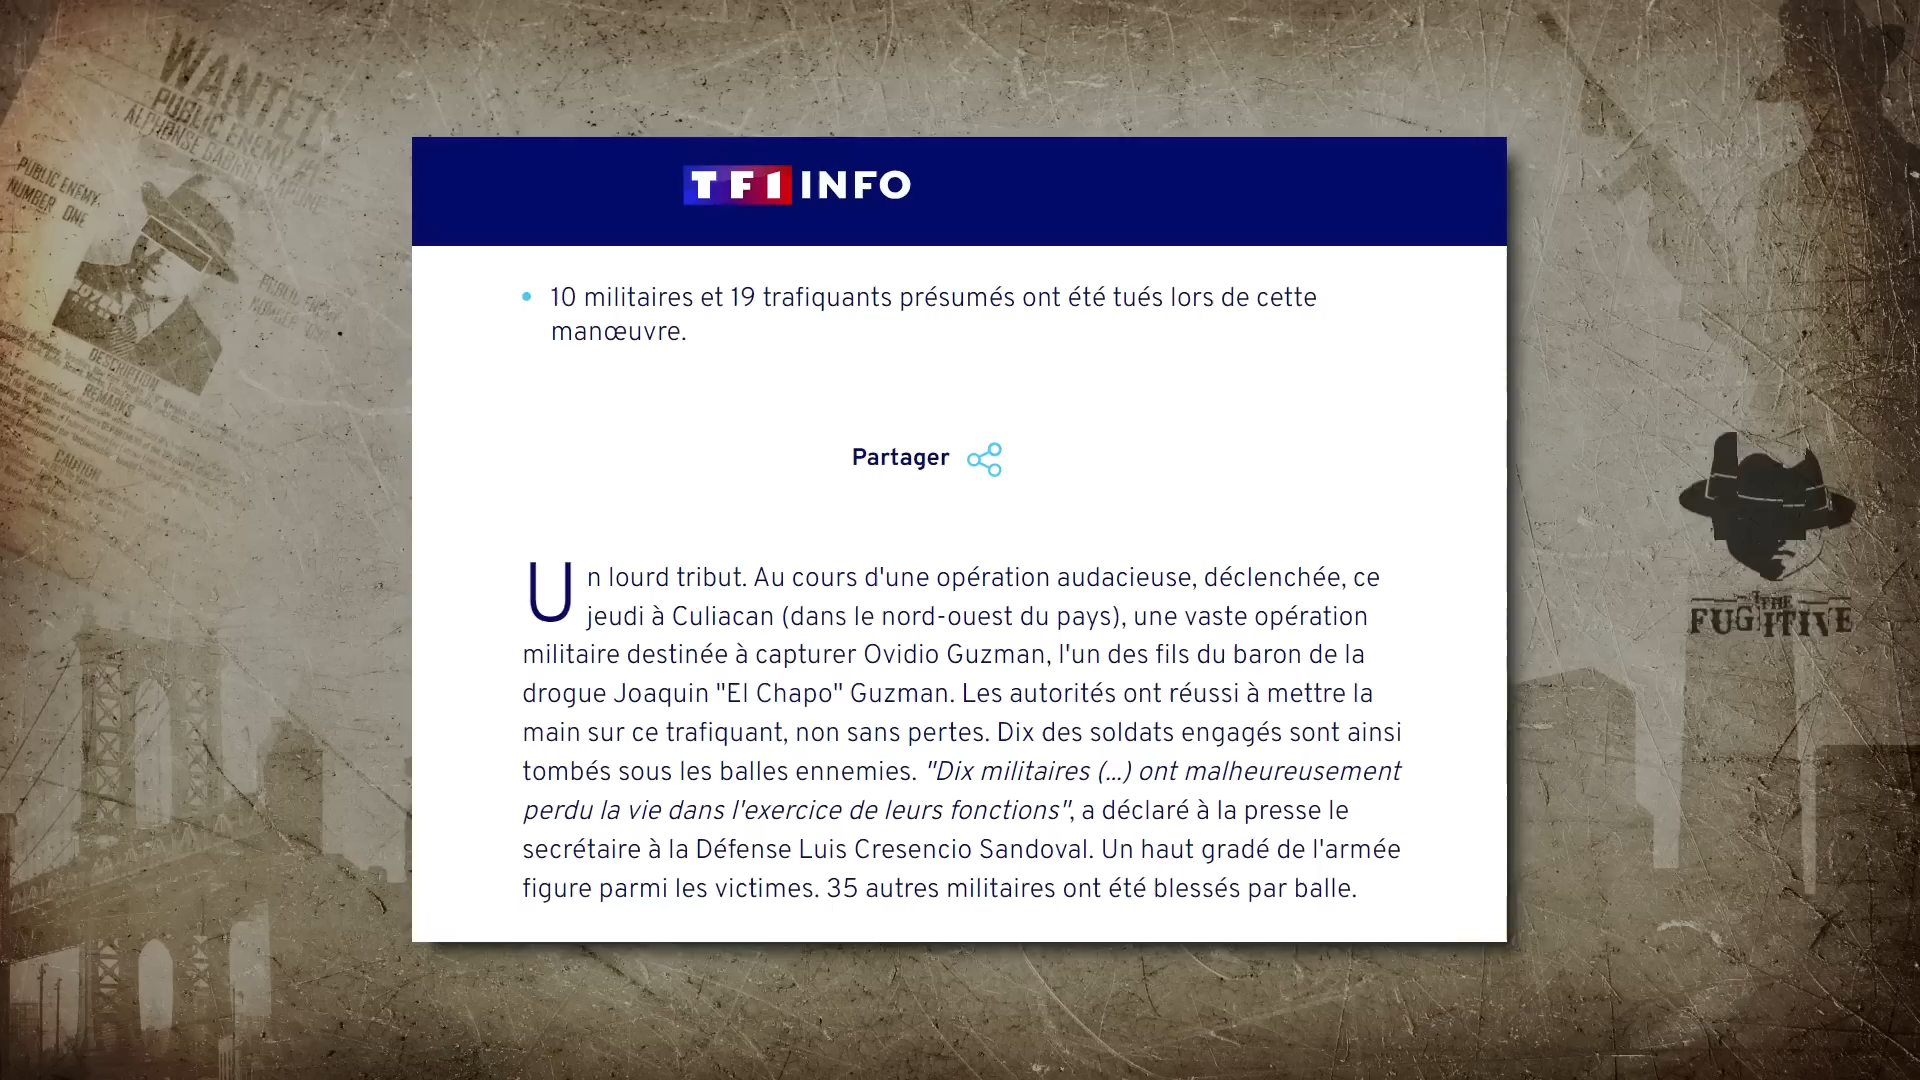 WANTED
PUBLIC ENEMY #1
PUBLIC ENEMY
NUMBER ONE
PUBLIC ENEMY
DESCRIPTION
REMARKS
CAUTION
TF1 INFO
10 militaires et 19 trafiquants présumés ont été tués lors de cette
manœuvre.
Partager
Un lourd tribut. Au cours d'une opération audacieuse, déclenchée, ce
jeudi à Culiacan (dans le nord-ouest du pays), une vaste opération
militaire destinée à capturer Ovidio Guzman, l'un des fils du baron de la
drogue Joaquin "El Chapo" Guzman. Les autorités ont réussi à mettre la
main sur ce trafiquant, non sans pertes. Dix des soldats engagés sont ainsi
tombés sous les balles ennemies. "Dix militaires (...) ont malheureusement
perdu la vie dans l'exercice de leurs fonctions", a déclaré à la presse le
secrétaire à la Défense Luis Cresencio Sandoval. Un haut gradé de l'armée
figure parmi les victimes. 35 autres militaires ont été blessés par balle.
THE
FUGITIVE